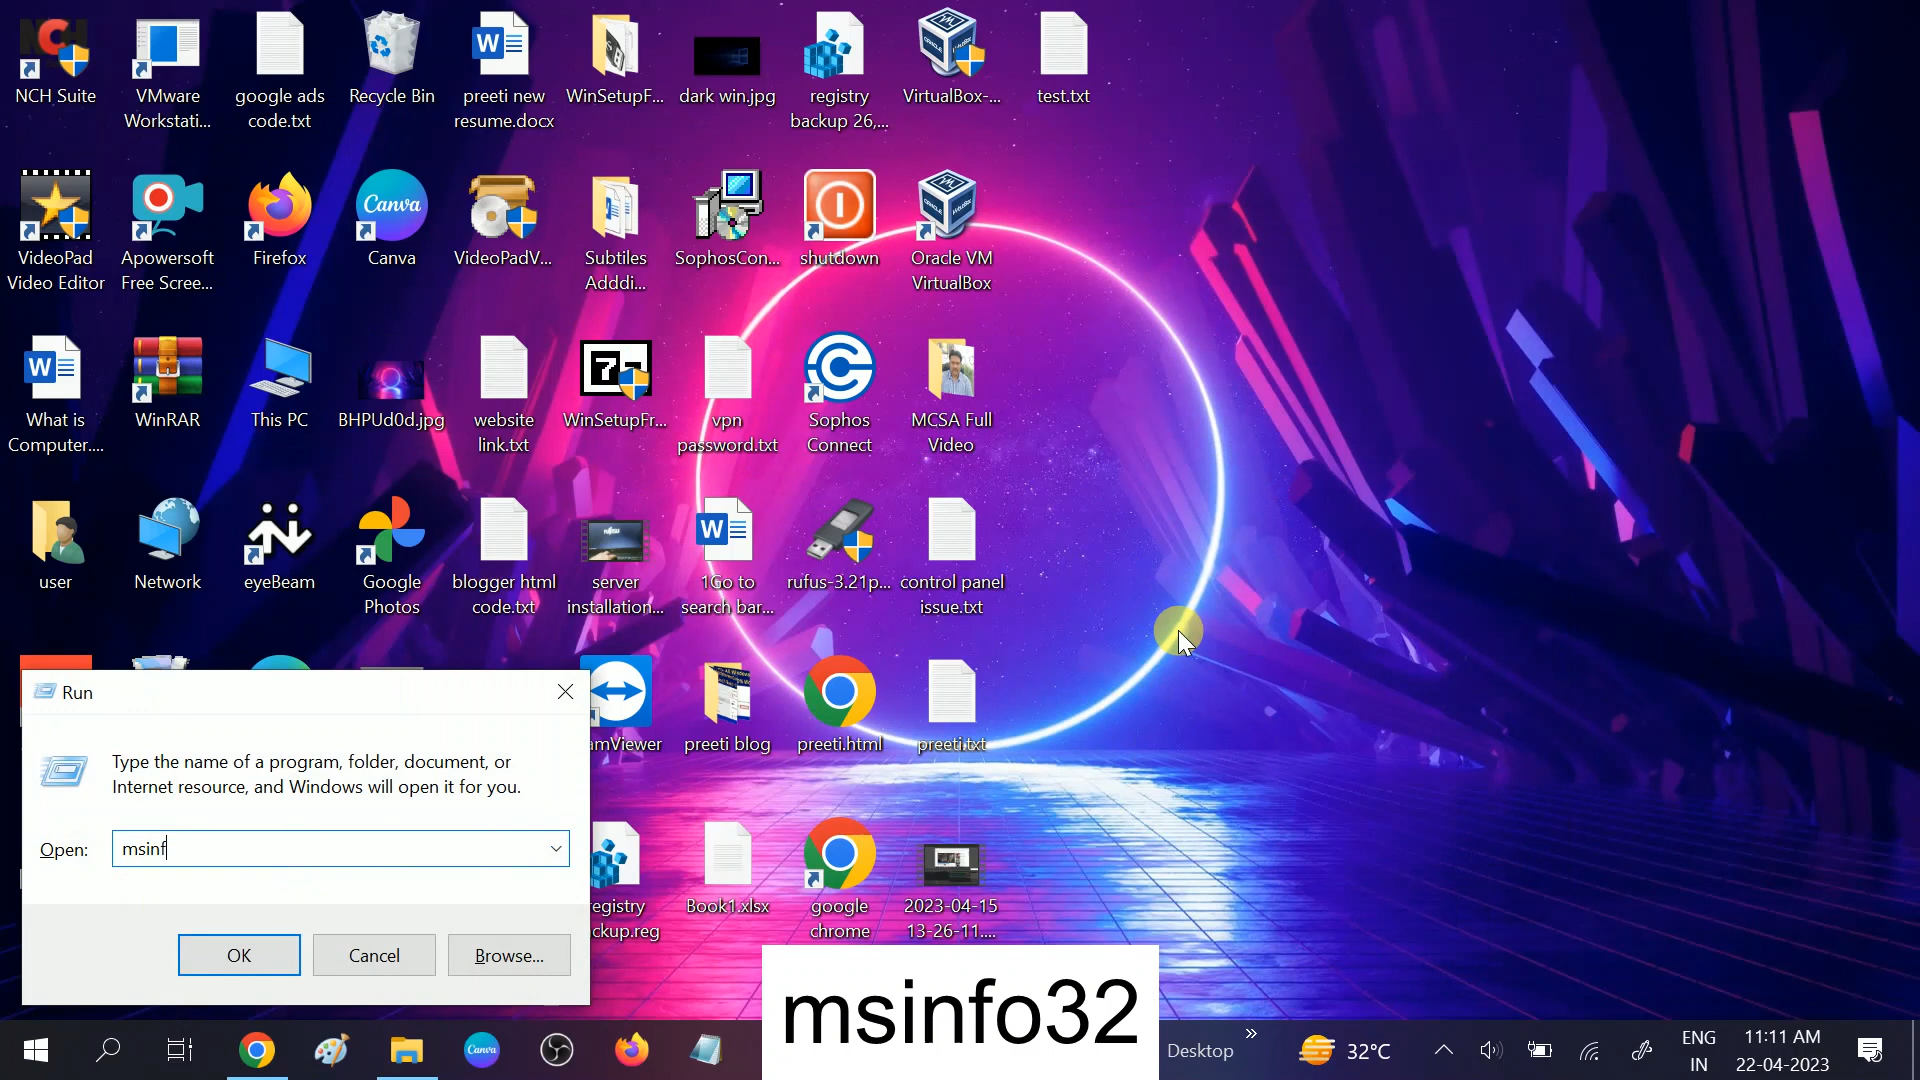 NCH Suite
VMware
Workstati...
google ads
code.txt
Recycle Bin
preeti new
resume.docx
WinSetupF...
dark win.jpg
registry
backup 26,...
VirtualBox-...
test.txt
VideoPad
Video Editor
Apowersoft
Free Scree...
Firefox
Canva
Canva
VideoPadV...
Subtiles
Adddi...
SophosCon...
shutdown
Oracle VM
VirtualBox
What is
Computer....
WinRAR
This PC
BHPUd0d.jpg
website
link.txt
WinSetupFr...
vpn
password.txt
Sophos
Connect
MCSA Full
Video
user
Network
eyeBeam
Google
Photos
blogger html
code.txt
server
installation...
1Go to
search bar...
rufus-3.21p...
control panel
issue.txt
amViewer
preeti blog
preeti.html
preeti.txt
Run
Type the name of a program, folder, document, or
Internet resource, and Windows will open it for you.
Open:
msinf
OK
Cancel
Browse...
egistry
ckup.reg
Book1.xlsx
google
chrome
2023-04-15
13-26-11....
msinfo32
Canva
Desktop
32°C
ENG
IN
11:11 AM
22-04-2023